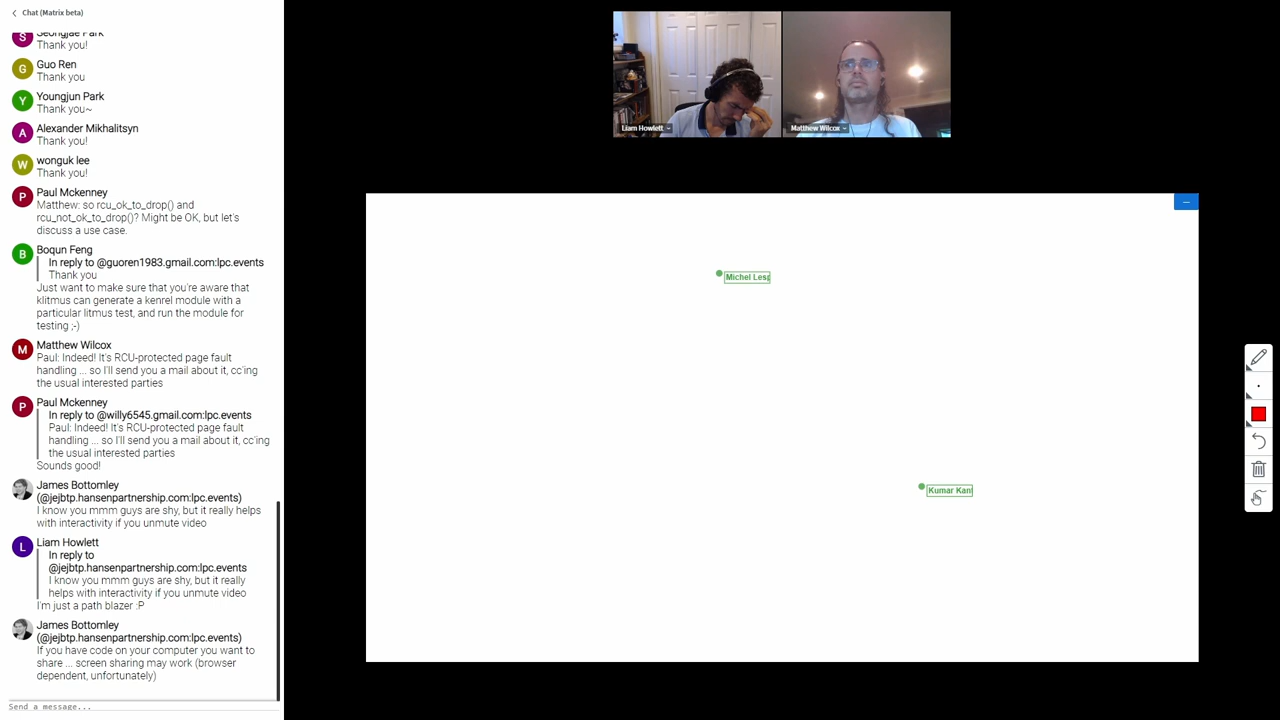 Chat (Matrix beta)
S
Seongjae Park
Thank you!
G
Guo Ren
Thank you
Y
Youngjun Park
Thank you~
A
Alexander Mikhalitsyn
Thank you!
W
wonguk lee
Thank you!
P
Paul Mckenney
Matthew: so rcu_ok_to_drop() and
rcu_not_ok_to_drop()? Might be OK, but let's
discuss a use case.
B
Boqun Feng
In reply to @guoren1983.gmail.com:lpc.events
Thank you
Just want to make sure that you're aware that
klitmus can generate a kenrel module with a
particular litmus test, and run the module for
testing ;-)
M
Matthew Wilcox
Paul: Indeed! It's RCU-protected page fault
handling ... so I'll send you a mail about it, cc'ing
the usual interested parties
P
Paul Mckenney
In reply to @willy6545.gmail.com:lpc.events
Paul: Indeed! It's RCU-protected page fault
handling ... so I'll send you a mail about it, cc'ing
the usual interested parties
Sounds good!
James Bottomley
(@jejbtp.hansenpartnership.com:lpc.events)
I know you mmm guys are shy, but it really helps
with interactivity if you unmute video
L
Liam Howlett
In reply to
@jejbtp.hansenpartnership.com:lpc.events
I know you mmm guys are shy, but it really
helps with interactivity if you unmute video
I'm just a path blazer :P
James Bottomley
(@jejbtp.hansenpartnership.com:lpc.events)
If you have code on your computer you want to
share ... screen sharing may work (browser
dependent, unfortunately)
Send a message...
Liam Howlett
Matthew Wilcox
Michel Lesp
Kumar Kant